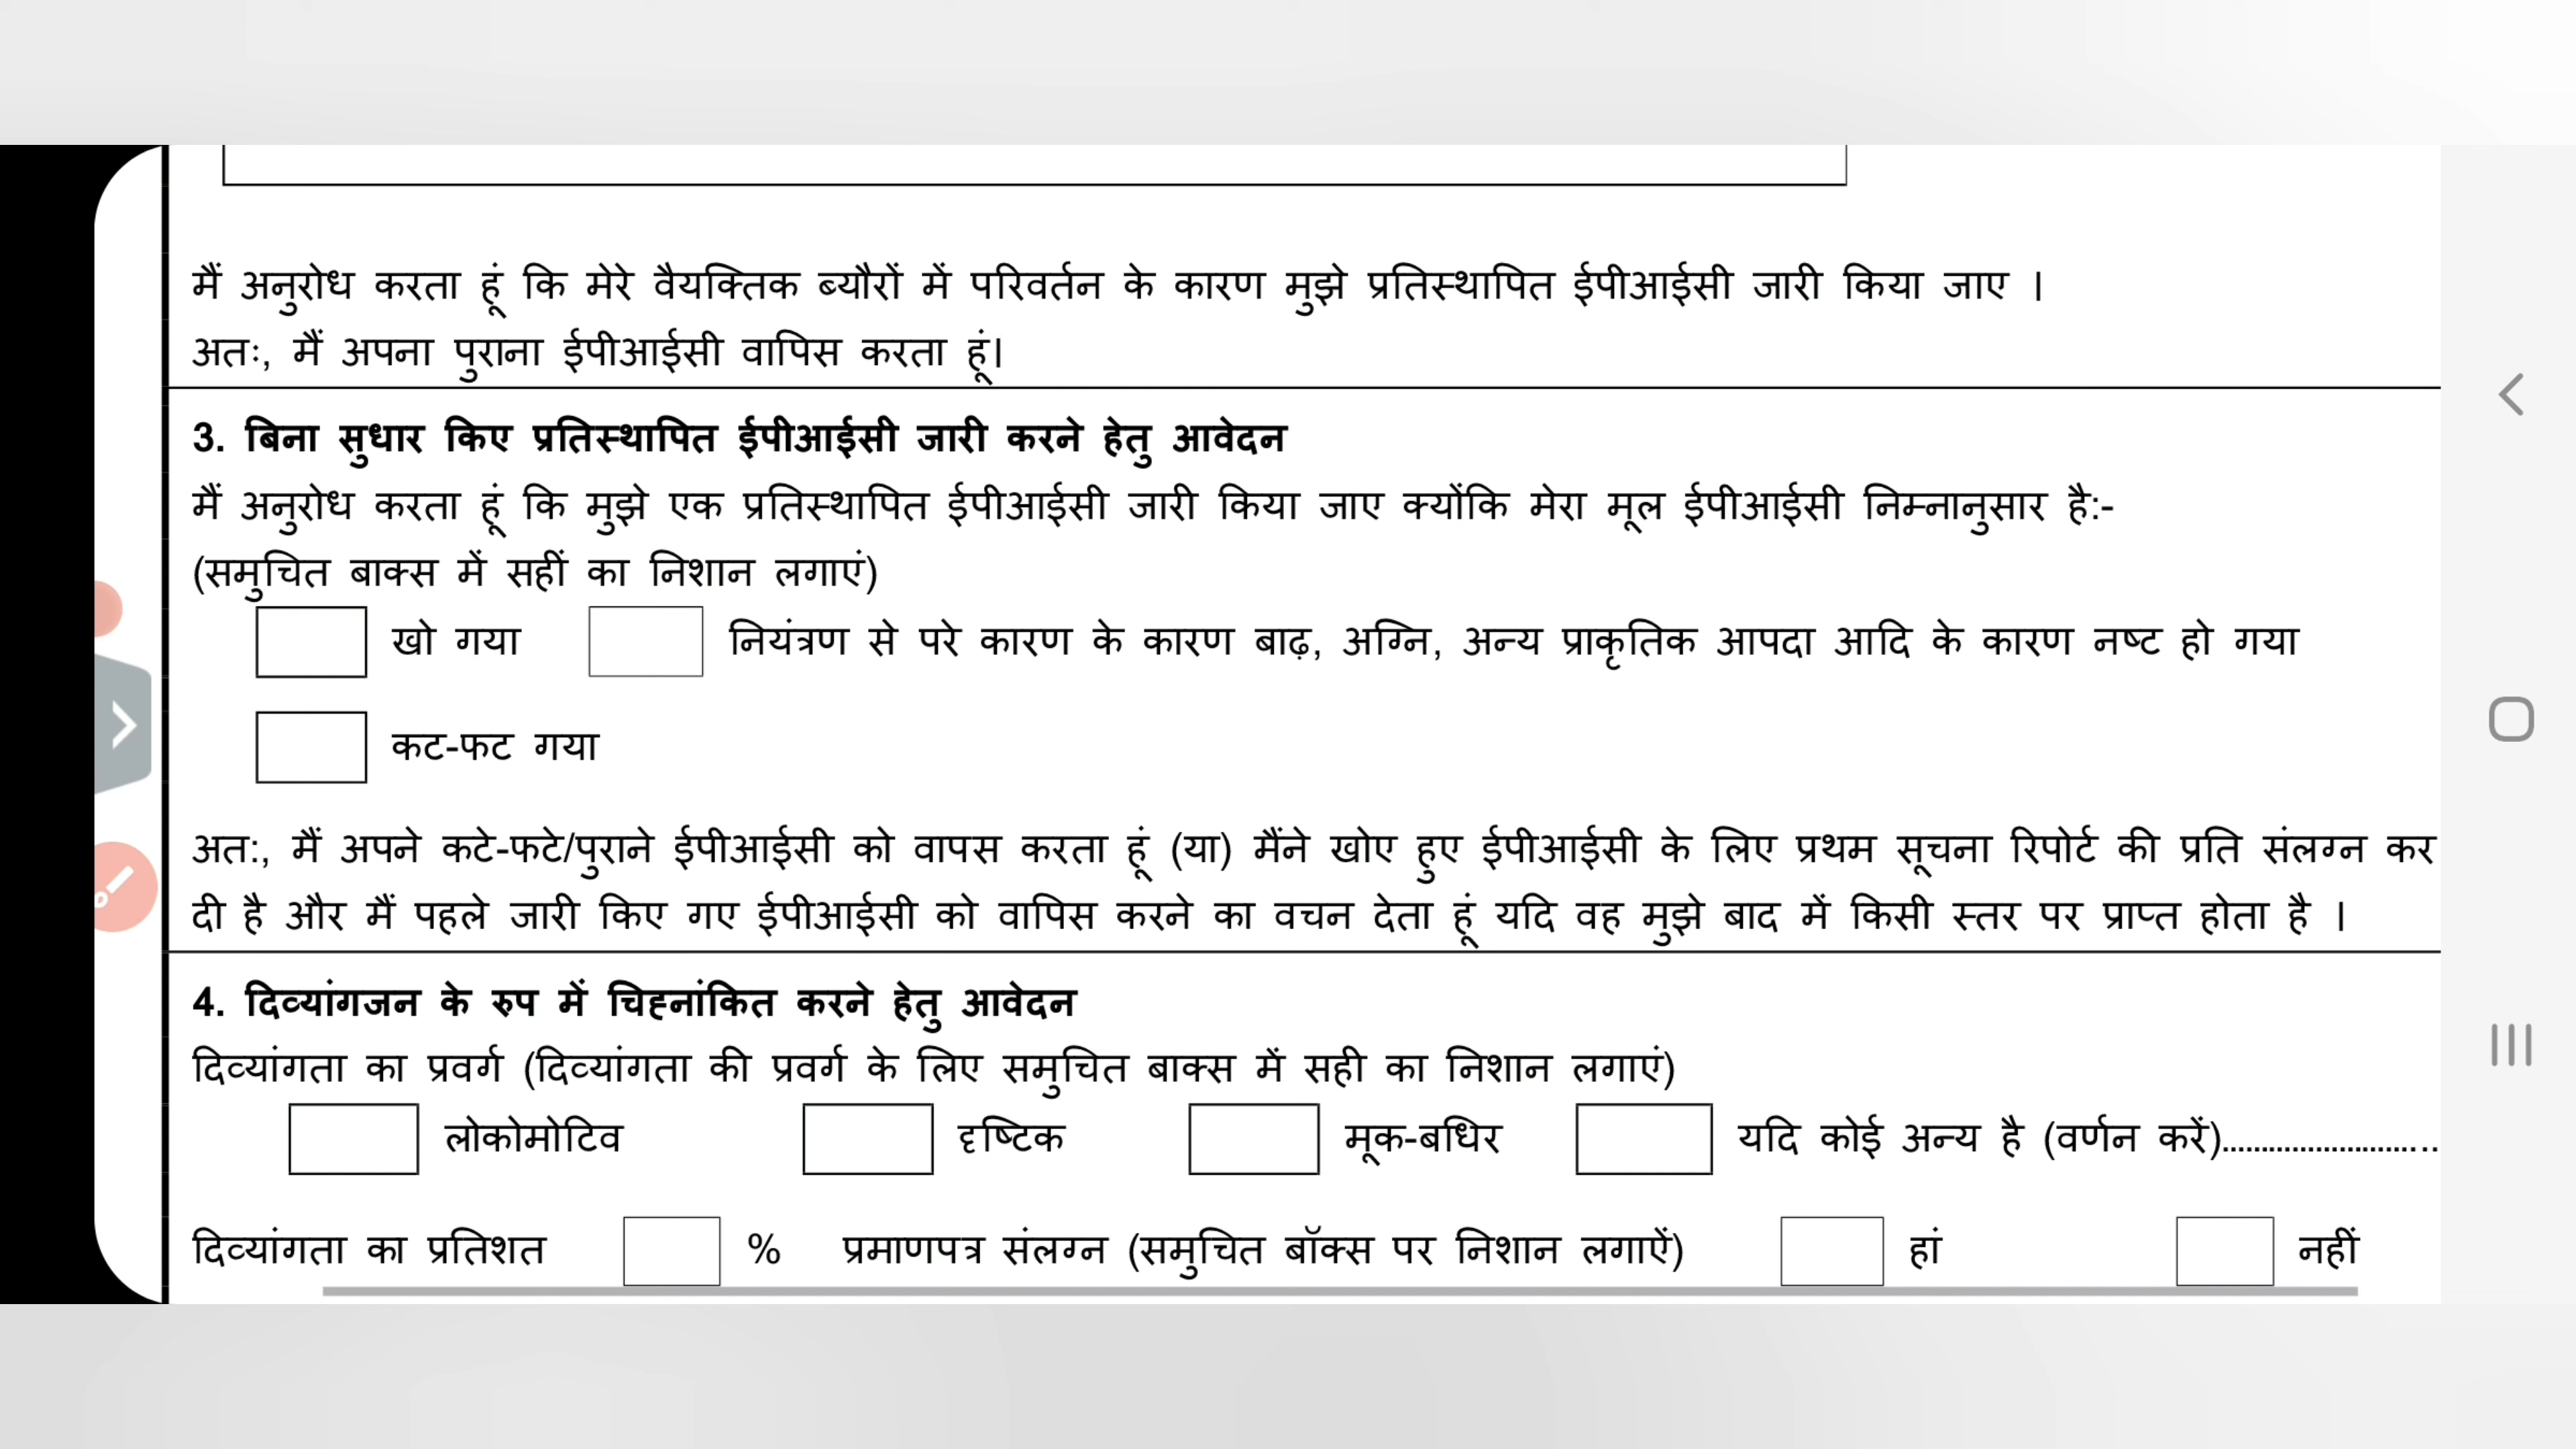 मैं अनुरोध करता हूं कि मेरे वैयक्तिक ब्यौरों में परिवर्तन के कारण मुझे प्रतिस्थापित ईपीआईसी जारी किया जाए ।
अतः, मैं अपना पुराना ईपीआईसी वापिस करता हूं।
3. बिना सुधार किए प्रतिस्थापित ईपीआईसी जारी करने हेतु आवेदन
मैं अनुरोध करता हूं कि मुझे एक प्रतिस्थापित ईपीआईसी जारी किया जाए क्योंकि मेरा मूल ईपीआईसी निम्नानुसार है:-
(समुचित बाक्स में सहीं का निशान लगाएं)
खो गया नियंत्रण से परे कारण के कारण बाढ़, अग्नि, अन्य प्राकृतिक आपदा आदि के कारण नष्ट हो गया
कट-फट गया
अत:, मैं अपने कटे-फटे/पुराने ईपीआईसी को वापस करता हूं (या) मैंने खोए हुए ईपीआईसी के लिए प्रथम सूचना रिपोर्ट की प्रति संलग्न कर
दी है और मैं पहले जारी किए गए ईपीआईसी को वापिस करने का वचन देता हूं यदि वह मुझे बाद में किसी स्तर पर प्राप्त होता है ।
4. दिव्यांगजन के रुप में चिह्नांकित करने हेतु आवेदन
दिव्यांगता का प्रवर्ग (दिव्यांगता की प्रवर्ग के लिए समुचित बाक्स में सही का निशान लगाएं)
लोकोमोटिव दृष्टिक मूक-बधिर यदि कोई अन्य है (वर्णन करें)...........................
दिव्यांगता का प्रतिशत % प्रमाणपत्र संलग्न (समुचित बॉक्स पर निशान लगाऐं) हां नहीं